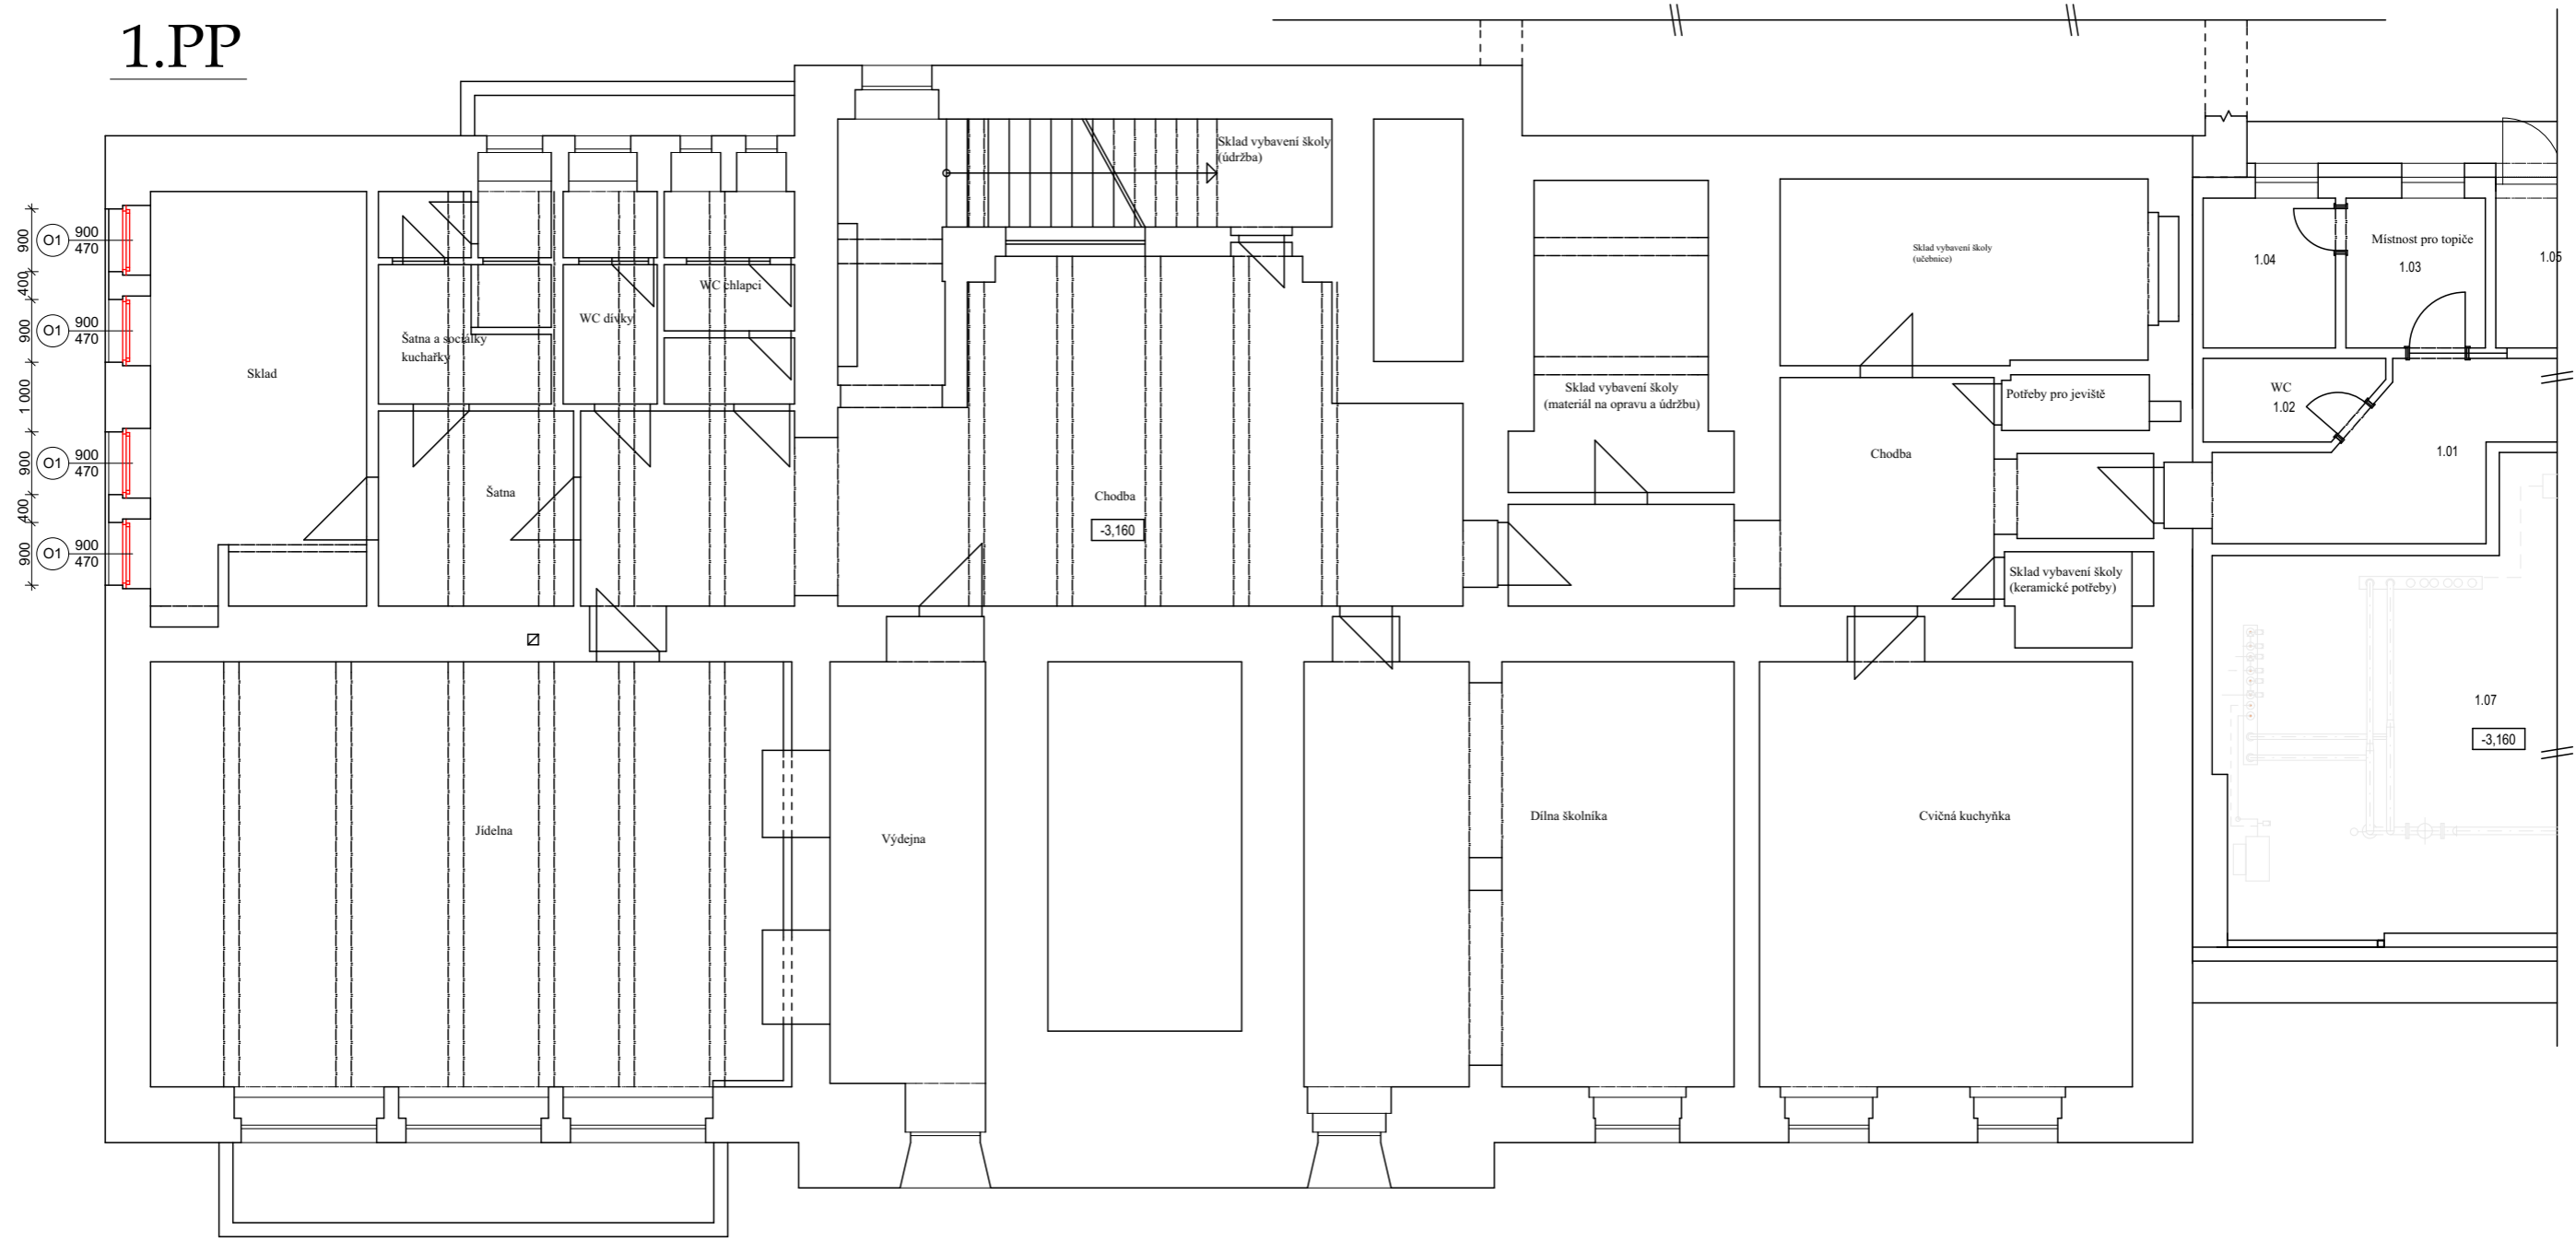 1.PP
Sklad vybavení školy
(údržba)
900
O1
900
470
400
900
O1
900
470
1 000
900
O1
900
470
400
900
O1
900
470
Sklad
Šatna a sociálky
kuchařky
WC dívky
WC chlapci
Šatna
Chodba
-3,160
Sklad vybavení školy
(materiál na opravu a údržbu)
Sklad vybavení školy
(učebnice)
Potřeby pro jeviště
Chodba
Sklad vybavení školy
(keramické potřeby)
1.04
Místnost pro topiče
1.03
1.05
WC
1.02
1.01
1.07
-3,160
Jídelna
Výdejna
Dílna školníka
Cvičná kuchyňka